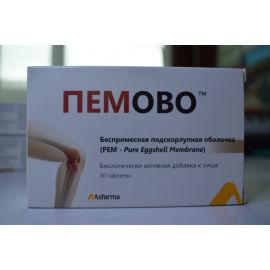 ПЕМОВО™
Беспримесная подскорлупная оболочка
(PEM - Pure Eggshell Membrane)
Биологически активная добавка к пище
30 таблеток
Asfarma